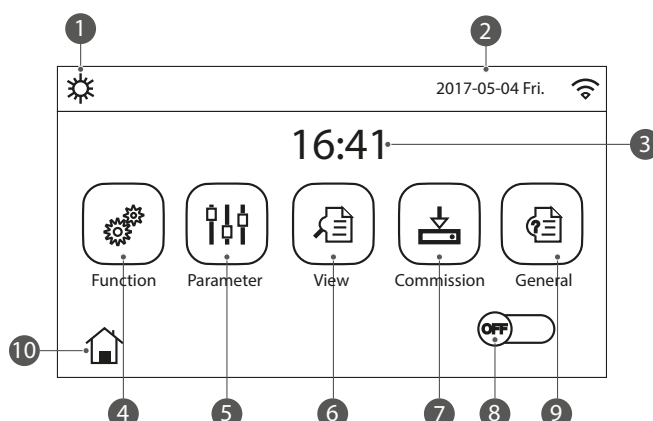 1
2
2017-05-04 Fri.
16:41
3
Function Parameter View Commission General
OFF
10
4 5 6 7 8 9